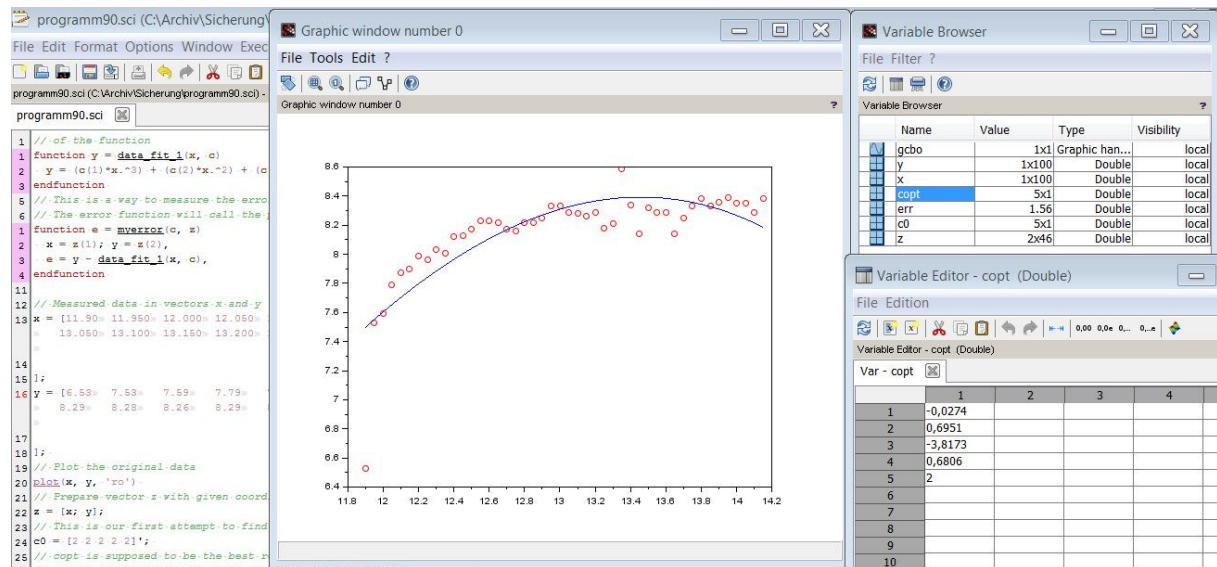 programm90.sci (C:\Archiv\Sicherung\
File Edit Format Options Window Exec
programm90.sci (C:\Archiv\Sicherung\programm90.sci) -
programm90.sci
1 // of the function
1 function y = data_fit_1(x, c)
2 y = (c(1)*x.^3) + (c(2)*x.^2) + (c
3 endfunction
5 // This is a way to measure the erro
6 // The error function will call the
1 function e = myerror(c, z)
2 x = z(1); y = z(2),
3 e = y - data_fit_1(x, c),
4 endfunction
11
12 // Measured data in vectors x and y
13 x = [11.90 11.950 12.000 12.050
13.050 13.100 13.150 13.200
14
15 ];
16 y = [6.53 7.53 7.59 7.79
8.29 8.28 8.26 8.29
17
18 ];
19 // Plot the original data
20 plot(x, y, 'ro')
21 // Prepare vector z with given coord
22 z = [x; y];
23 // This is our first attempt to find
24 c0 = [2 2 2 2 2]';
25 // copt is supposed to be the best r
Graphic window number 0
File Tools Edit ?
Graphic window number 0 ?
8.6
8.4
8.2
8
7.8
7.6
7.4
7.2
7
6.8
6.6
6.4
11.8 12 12.2 12.4 12.6 12.8 13 13.2 13.4 13.6 13.8 14 14.2
Variable Browser
File Filter ?
Variable Browser ?
Name Value Type Visibility
gcbo 1x1 Graphic han... local
y 1x100 Double local
x 1x100 Double local
copt 5x1 Double local
err 1.56 Double local
c0 5x1 Double local
z 2x46 Double local
Variable Editor - copt (Double)
File Edition
0,00 0,0e 0,... 0,..e
Variable Editor - copt (Double)
Var - copt
1 2 3 4
1 -0,0274
2 0,6951
3 -3,8173
4 0,6806
5 2
6
7
8
9
10